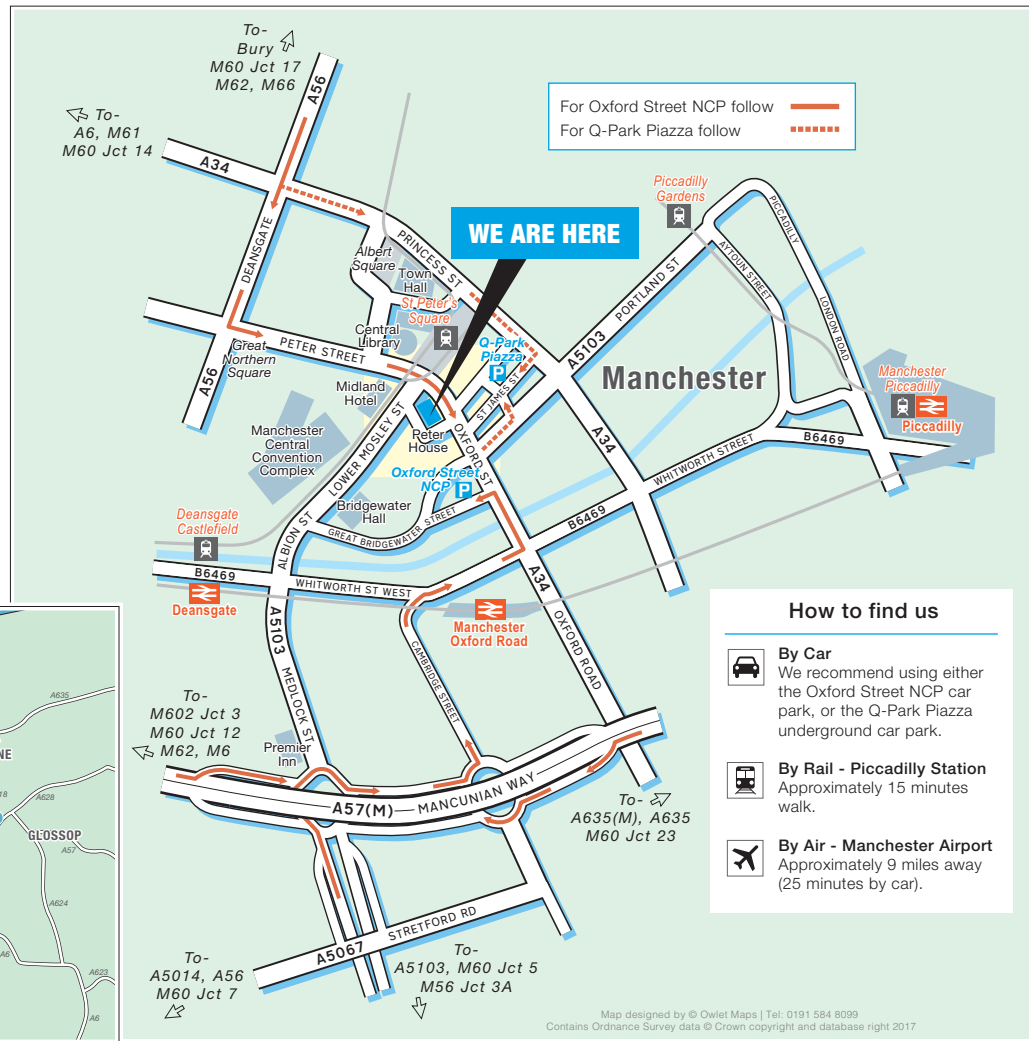 To-
Bury
M60 Jct 17
M62, M66
To-
A6, M61
M60 Jct 14
A56
A34
For Oxford Street NCP follow
For Q-Park Piazza follow
Piccadilly
Gardens
PICCADILLY
WE ARE HERE
DEANSGATE
PRINCESS ST
Albert
Square
Town
Hall
St Peter's
Square
PORTLAND ST
AYTOUN STREET
LONDON ROAD
Central
Library
PETER STREET
Great
Northern
Square
A56
Q-Park
Piazza
P
A5103
Manchester
Manchester
Piccadilly
Piccadilly
ST JAMES ST
Midland
Hotel
Peter
House
OXFORD ST
A34
B6469
WHITWORTH STREET
Manchester
Central
Convention
Complex
LOWER MOSLEY ST
Oxford Street
NCP
P
Bridgewater
Hall
GREAT BRIDGEWATER STREET
B6469
Deansgate
Castlefield
ALBION ST
B6469
WHITWORTH ST WEST
Deansgate
A5103
MEDLOCK ST
Manchester
Oxford Road
A34
OXFORD ROAD
CAMBRIDGE STREET
How to find us
By Car
We recommend using either
the Oxford Street NCP car
park, or the Q-Park Piazza
underground car park.
By Rail - Piccadilly Station
Approximately 15 minutes
walk.
By Air - Manchester Airport
Approximately 9 miles away
(25 minutes by car).
To-
M602 Jct 3
M60 Jct 12
M62, M6
Premier
Inn
A57(M)
MANCUNIAN WAY
To-
A635(M), A635
M60 Jct 23
STRETFORD RD
A5067
To-
A5014, A56
M60 Jct 7
To-
A5103, M60 Jct 5
M56 Jct 3A
A635
NE
18
A628
GLOSSOP
A57
A624
A6
A623
A6
Map designed by © Owlet Maps | Tel: 0191 584 8099
Contains Ordnance Survey data © Crown copyright and database right 2017